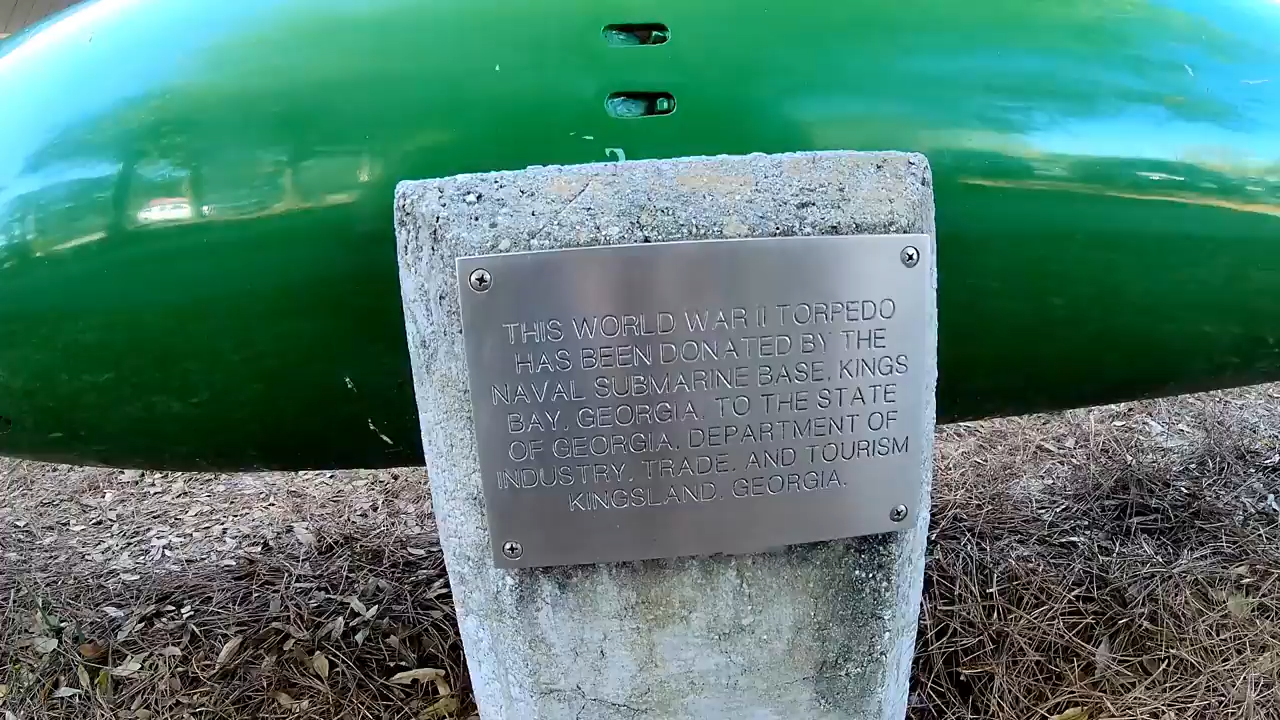 THIS WORLD WAR II TORPEDO
HAS BEEN DONATED BY THE
NAVAL SUBMARINE BASE, KINGS
BAY, GEORGIA, TO THE STATE
OF GEORGIA, DEPARTMENT OF
INDUSTRY, TRADE, AND TOURISM
KINGSLAND, GEORGIA.